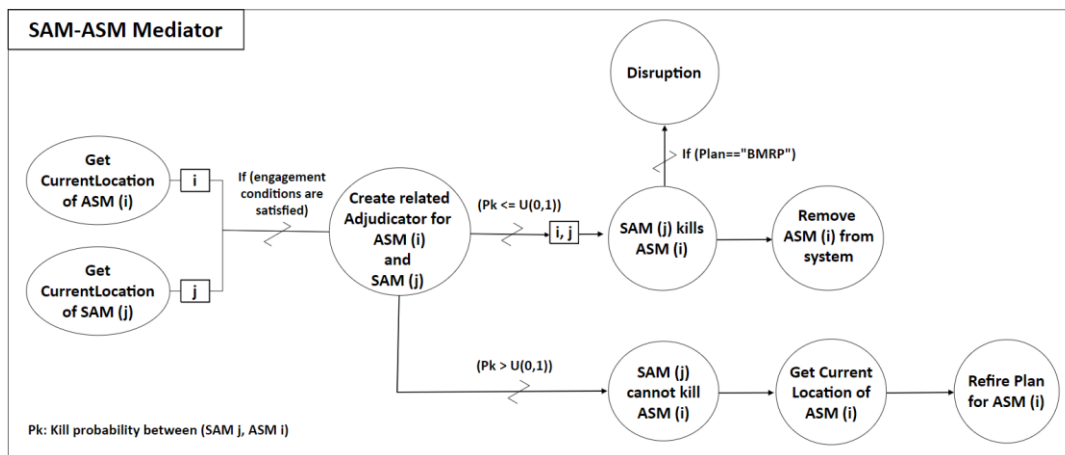 SAM-ASM Mediator
Disruption
If (Plan=="BMRP")
Get
CurrentLocation
of ASM (i)
i
If (engagement
conditions are
satisfied)
Get
CurrentLocation
of SAM (j)
j
Create related
Adjudicator for
ASM (i)
and
SAM (j)
(Pk <= U(0,1))
i, j
SAM (j) kills
ASM (i)
Remove
ASM (i) from
system
(Pk > U(0,1))
SAM (j)
cannot kill
ASM (i)
Get Current
Location of
ASM (i)
Refire Plan
for ASM (i)
Pk: Kill probability between (SAM j, ASM i)